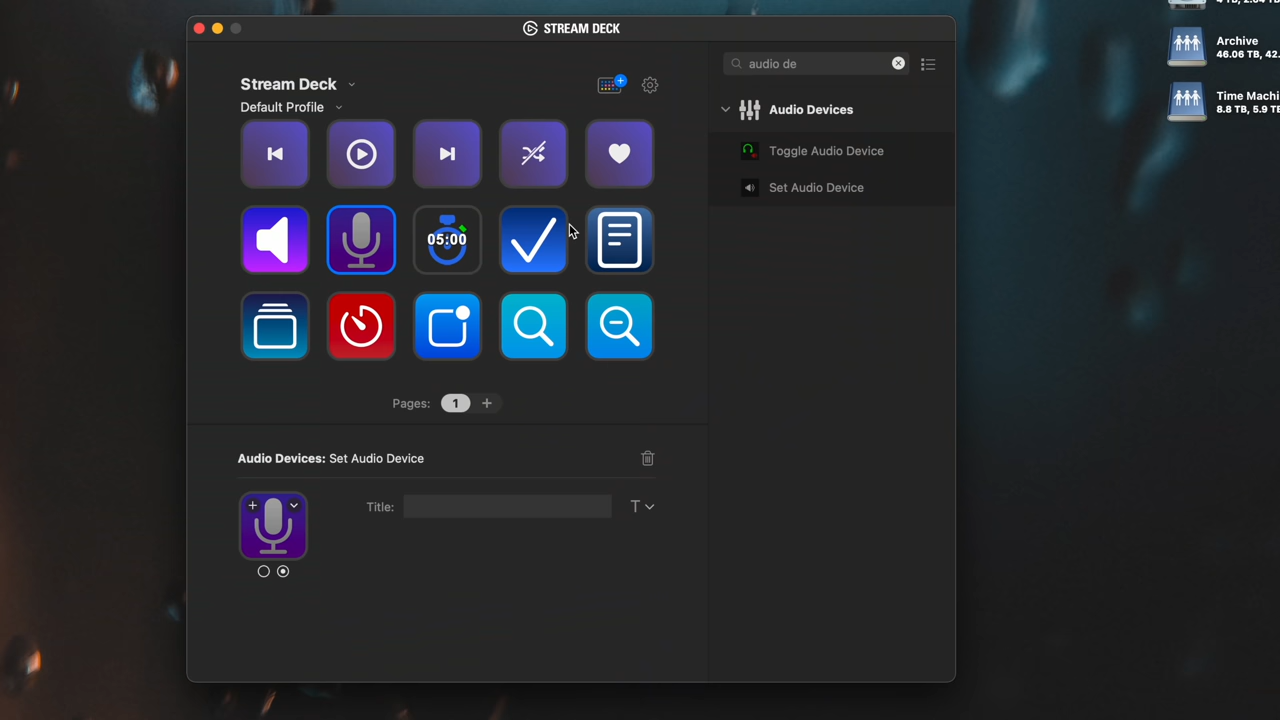 STREAM DECK
Stream Deck
Default Profile
05:00
Pages: 1 +
Audio Devices: Set Audio Device
Title:
T
audio de
Audio Devices
Toggle Audio Device
Set Audio Device
Archive
46.06 TB, 42.
Time Machi
8.8 TB, 5.9 T